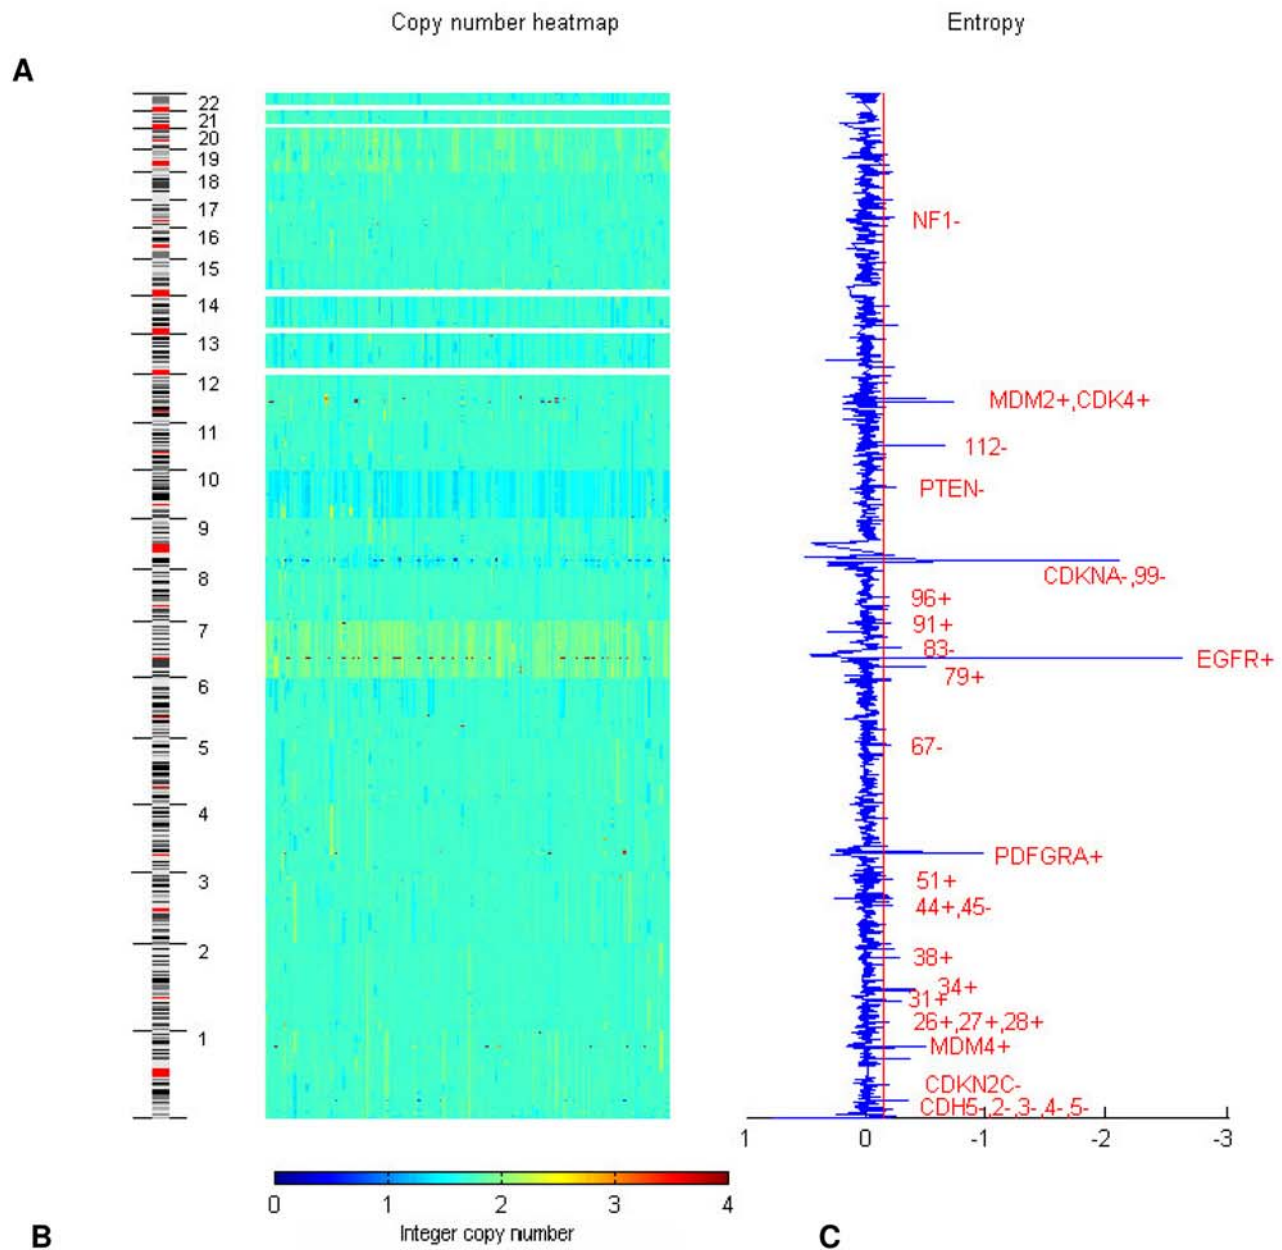 Copy number heatmap
Entropy
A
22
21
20
19
18
17
16
15
14
13
12
11
10
9
8
7
6
5
4
3
2
1
NF1-
MDM2+,CDK4+
112-
PTEN-
CDKNA-,99-
96+
91+
83-
EGFR+
79+
67-
PDFGRA+
51+
44+,45-
38+
34+
31+
26+,27+,28+
MDM4+
CDKN2C-
CDH5-,2-,3-,4-,5-
1 0 -1 -2 -3
0 1 2 3 4
Integer copy number
B
C